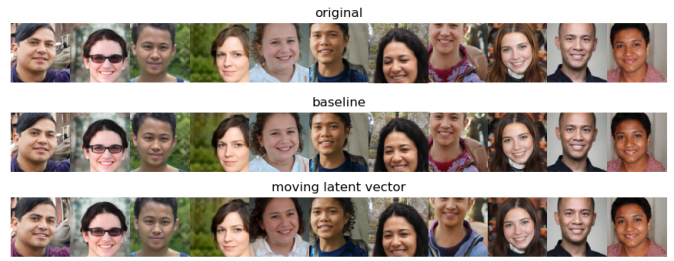 original
baseline
moving latent vector